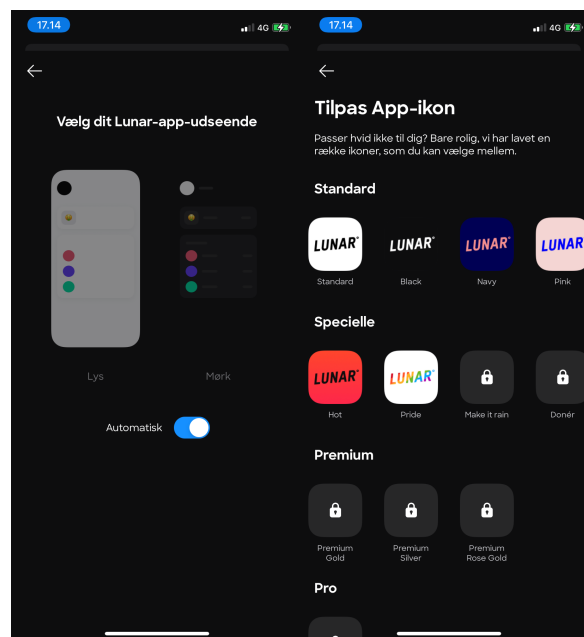 17.14
4G
Vælg dit Lunar-app-udseende
Lys
Mørk
Automatisk
17.14
4G
Tilpas App-ikon
Passer hvid ikke til dig? Bare rolig, vi har lavet en
række ikoner, som du kan vælge mellem.
Standard
LUNAR°
LUNAR°
LUNAR°
LUNAR
Standard
Black
Navy
Pink
Specielle
LUNAR°
LUNAR°
Hot
Pride
Make it rain
Donér
Premium
Premium
Gold
Premium
Silver
Premium
Rose Gold
Pro